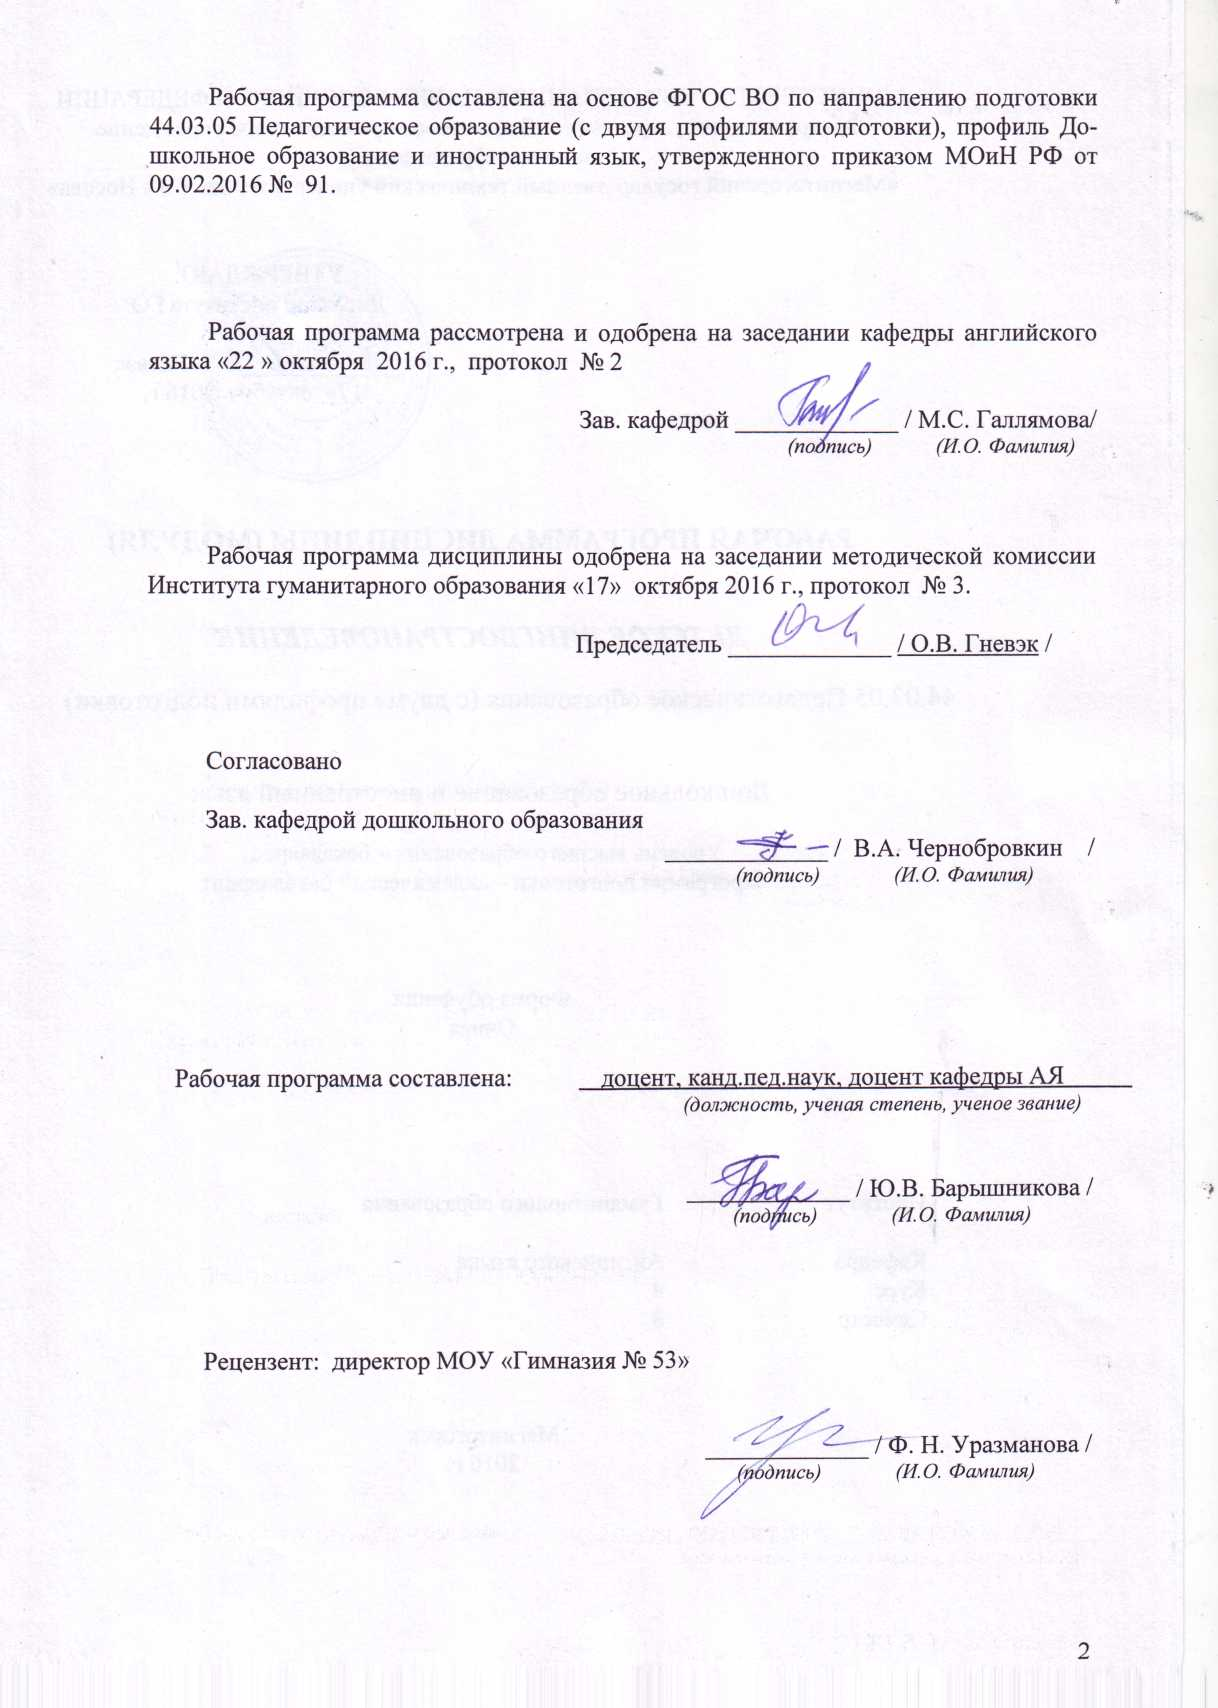 Рабочая программа составлена на основе ФГОС ВО по направлению подготовки
44.03.05 Педагогическое образование (с двумя профилями подготовки), профиль До-
школьное образование и иностранный язык, утвержденного приказом МОиН РФ от
09.02.2016 № 91.
Рабочая программа рассмотрена и одобрена на заседании кафедры английского
языка «22 » октября 2016 г., протокол № 2
Зав. кафедрой _____________ / М.С. Галлямова/
(подпись) (И.О. Фамилия)
Рабочая программа дисциплины одобрена на заседании методической комиссии
Института гуманитарного образования «17» октября 2016 г., протокол № 3.
Председатель _____________ / О.В. Гневэк /
Согласовано
Зав. кафедрой дошкольного образования
_____________ / В.А. Чернобровкин /
(подпись) (И.О. Фамилия)
Рабочая программа составлена: доцент, канд.пед.наук, доцент кафедры АЯ
(должность, ученая степень, ученое звание)
_____________ / Ю.В. Барышникова /
(подпись) (И.О. Фамилия)
Рецензент: директор МОУ «Гимназия № 53»
_____________ / Ф. Н. Уразманова /
(подпись) (И.О. Фамилия)
2